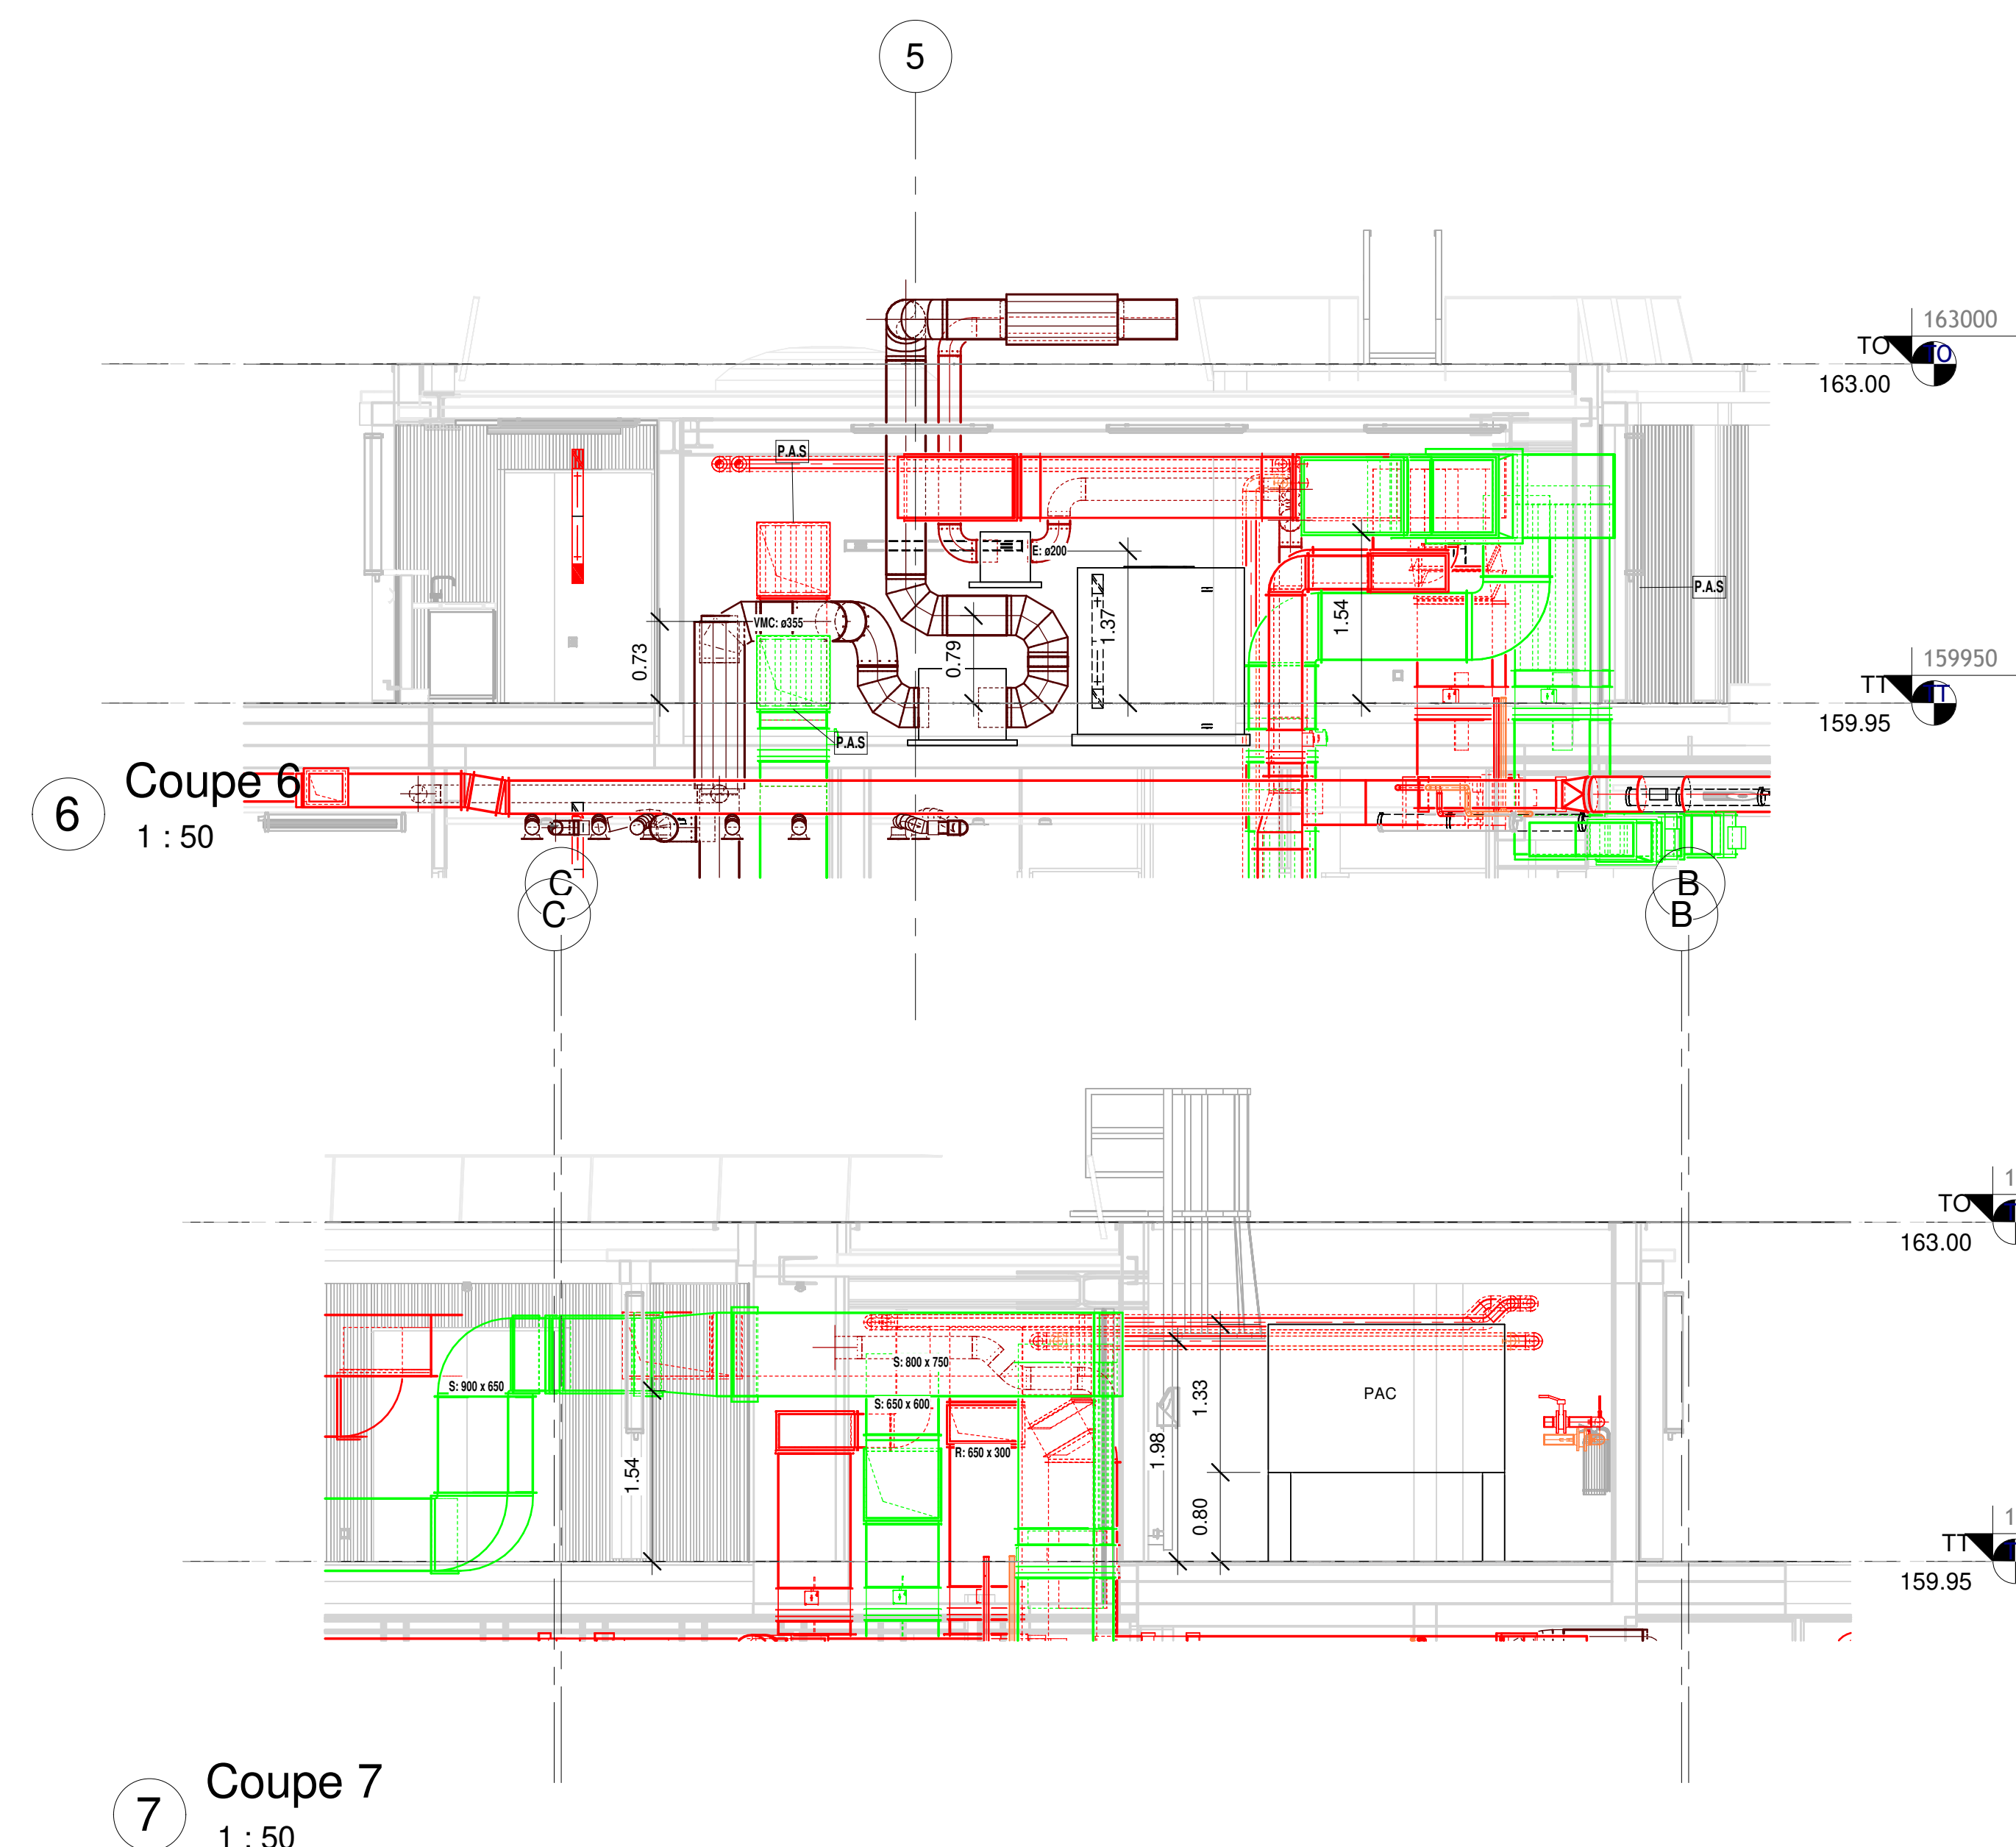 5
163000
TO
TO
163.00
P.A.S
E: ø200
1.37
1.54
P.A.S
VMC: ø355
0.73
0.79
159950
TT
TT
159.95
P.A.S
6
Coupe 6
1 : 50
C
C
B
B
TO
163.00
S: 800 x 750
S: 900 x 650
S: 650 x 600
R: 650 x 300
1.54
1.98
1.33
0.80
PAC
TT
159.95
7
Coupe 7
1 : 50